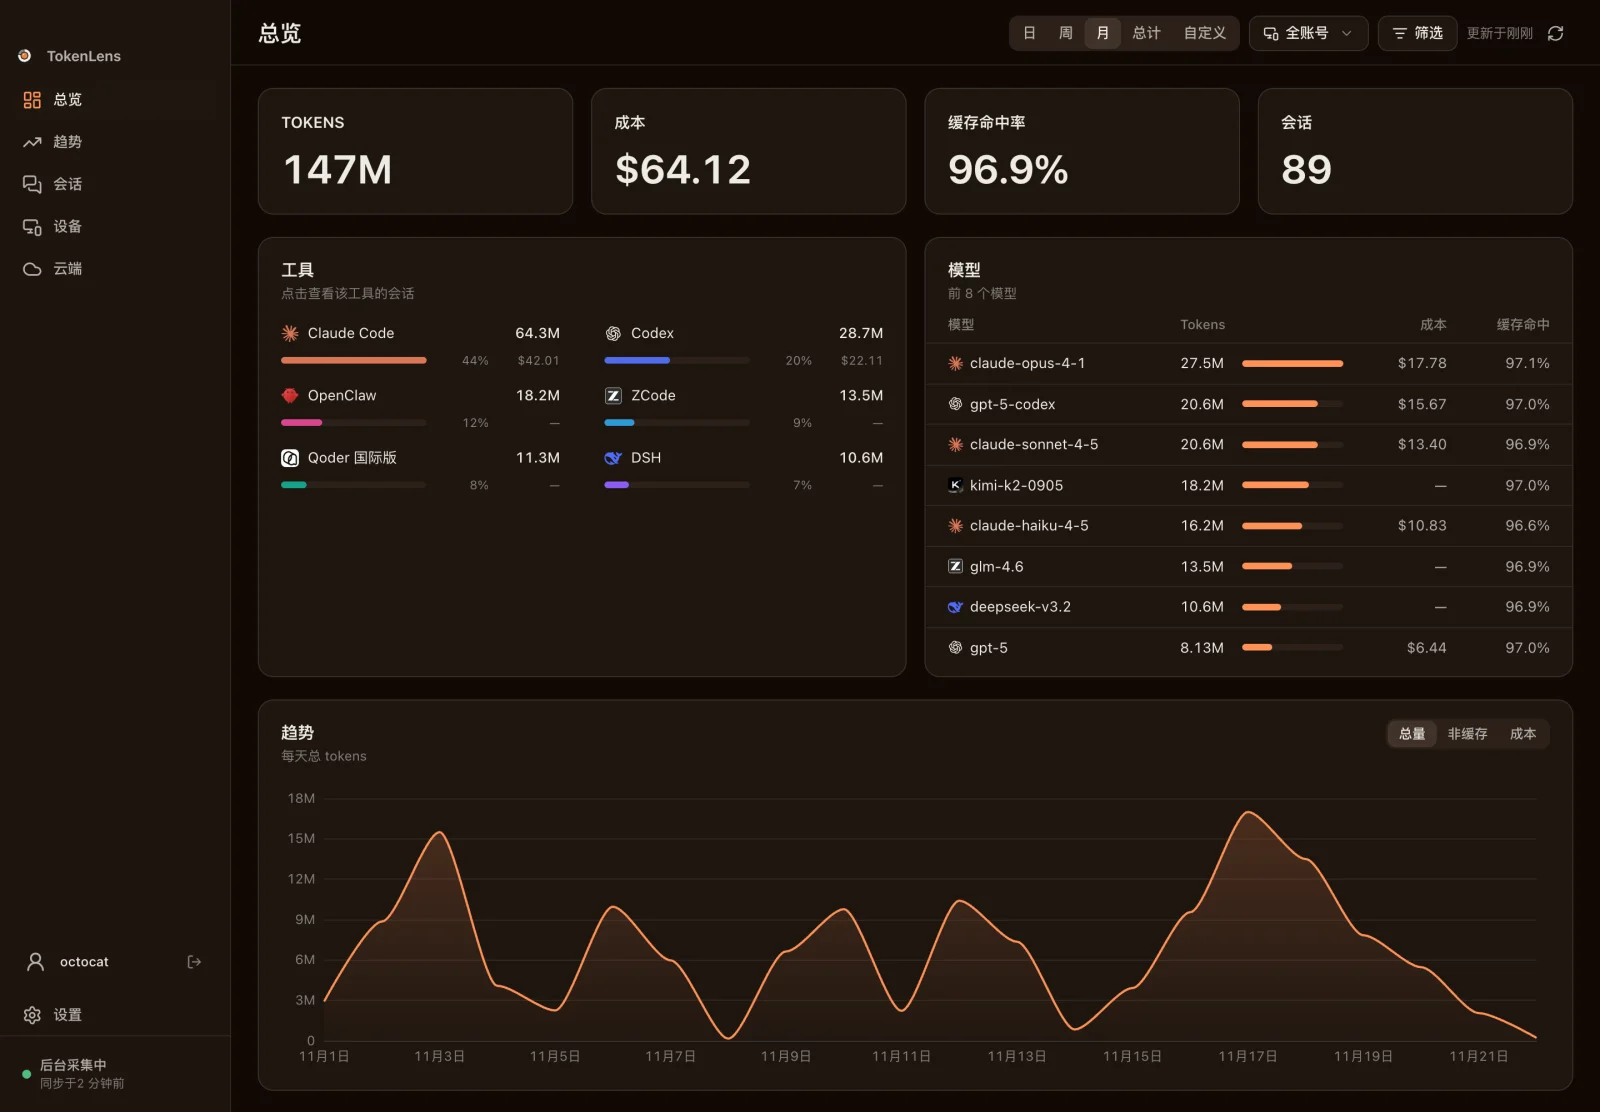 TokenLens
总览
趋势
会话
设备
云端
octocat
设置
后台采集中
同步于2 分钟前
总览
日 周 月 总计 自定义
全账号
筛选
更新于刚刚
TOKENS
147M
成本
$64.12
缓存命中率
96.9%
会话
89
工具
点击查看该工具的会话
Claude Code 64.3M
44% $42.01
Codex 28.7M
20% $22.11
OpenClaw 18.2M
12% —
ZCode 13.5M
9% —
Qoder 国际版 11.3M
8% —
DSH 10.6M
7% —
模型
前 8 个模型
模型 Tokens 成本 缓存命中
claude-opus-4-1 27.5M $17.78 97.1%
gpt-5-codex 20.6M $15.67 97.0%
claude-sonnet-4-5 20.6M $13.40 96.9%
kimi-k2-0905 18.2M — 97.0%
claude-haiku-4-5 16.2M $10.83 96.6%
glm-4.6 13.5M — 96.9%
deepseek-v3.2 10.6M — 96.9%
gpt-5 8.13M $6.44 97.0%
趋势
每天总 tokens
总量 非缓存 成本
18M
15M
12M
9M
6M
3M
0
11月1日 11月3日 11月5日 11月7日 11月9日 11月11日 11月13日 11月15日 11月17日 11月19日 11月21日